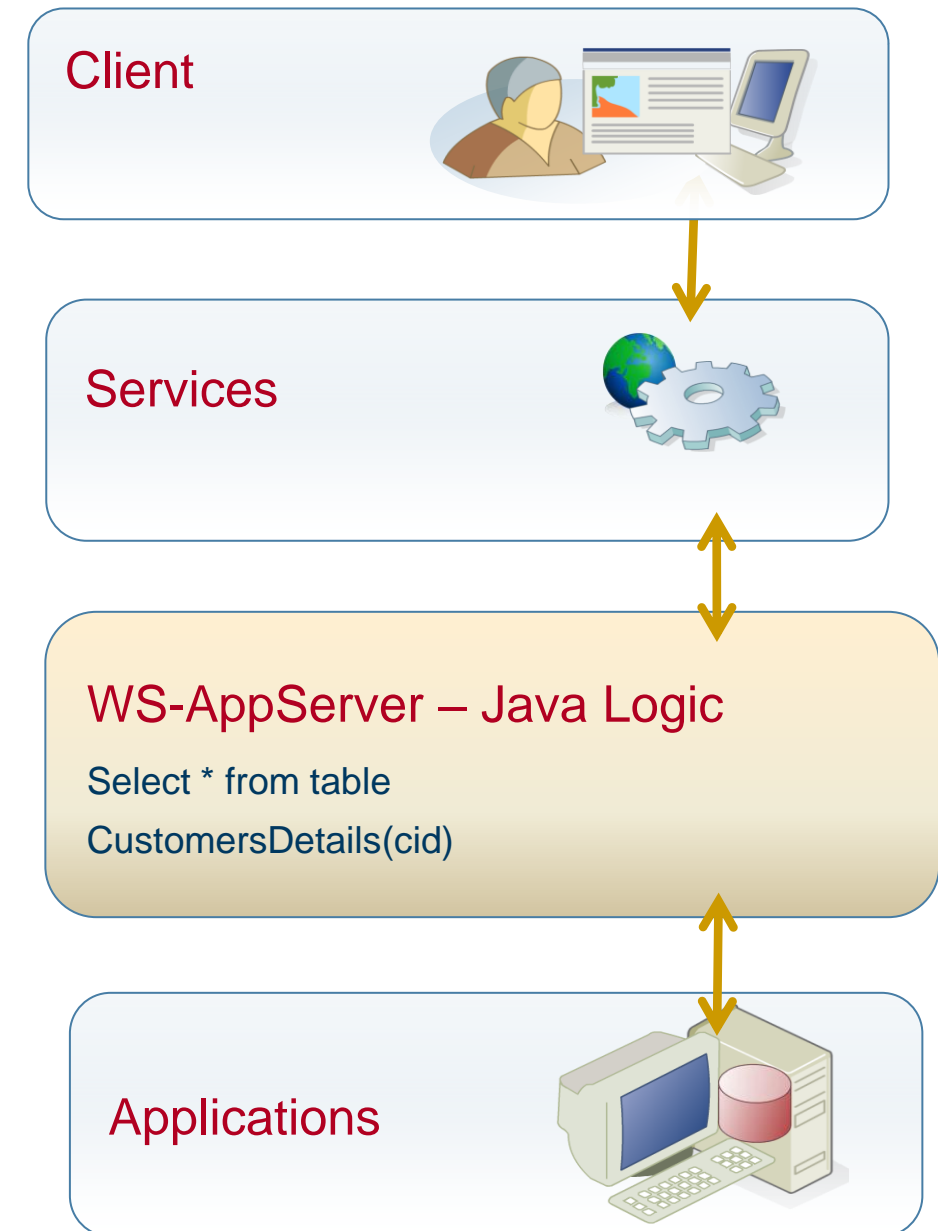 Client
Services
WS-AppServer – Java Logic
Select * from table
CustomersDetails(cid)
Applications